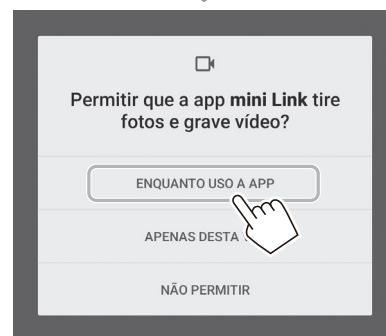 Permitir que a app mini Link tire
fotos e grave vídeo?
ENQUANTO USO A APP
APENAS DESTA
NÃO PERMITIR